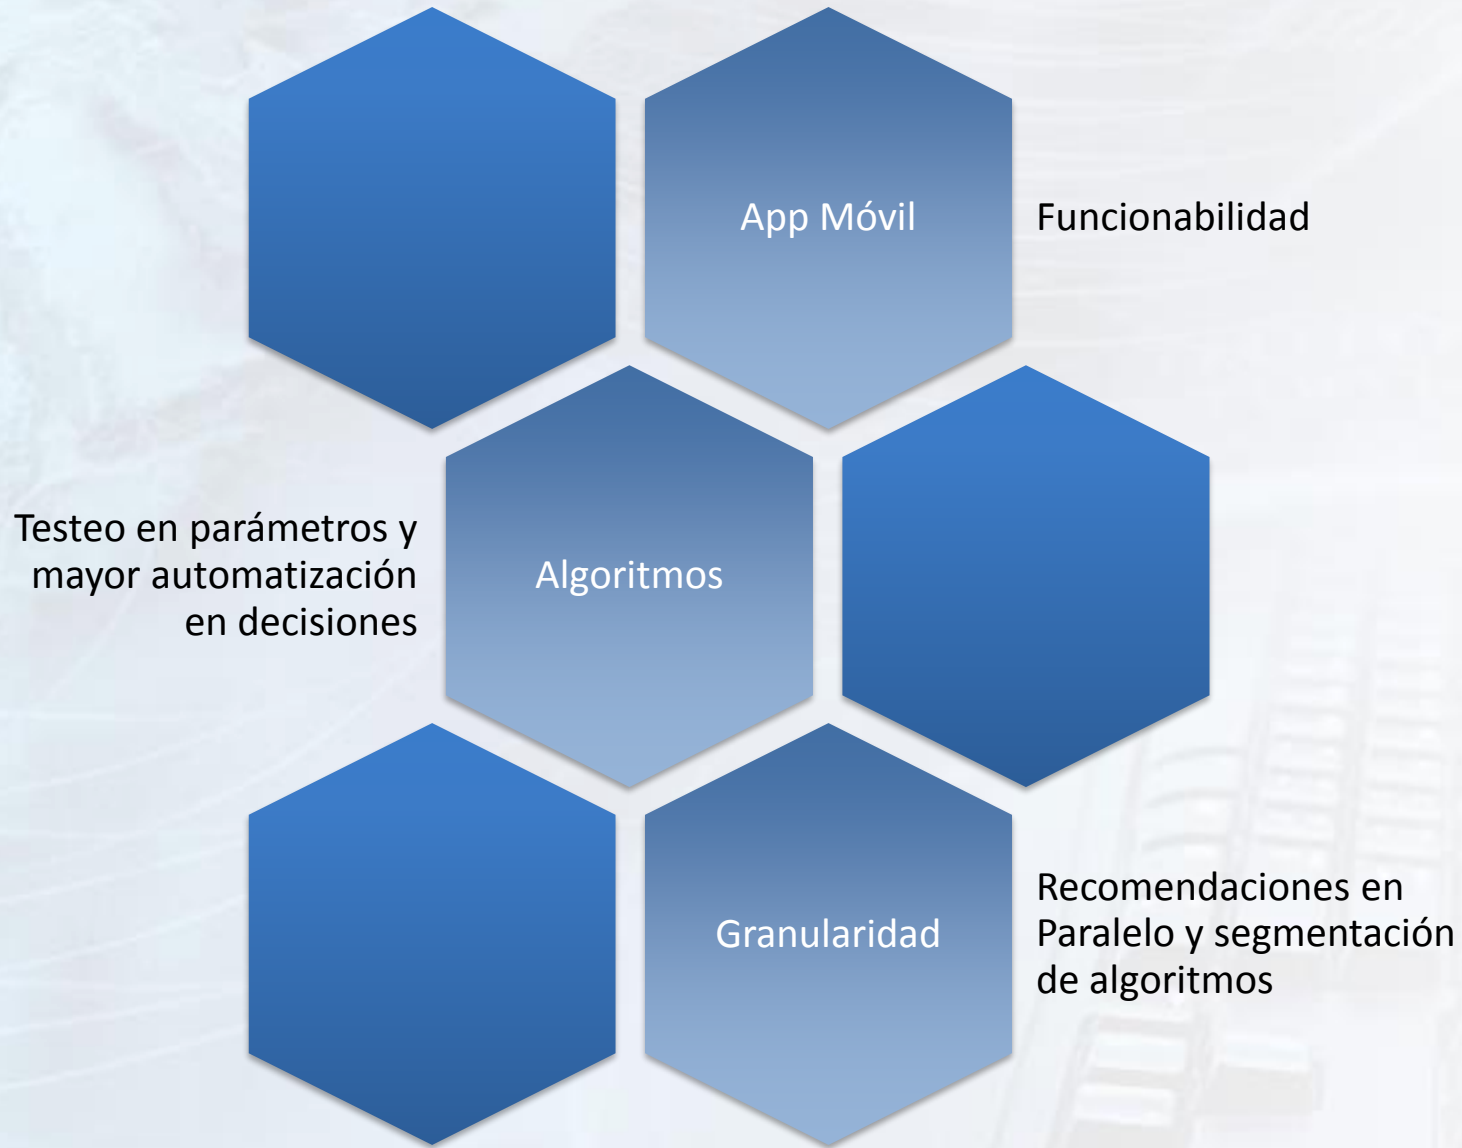 App Móvil
Funcionabilidad
Testeo en parámetros y
mayor automatización
en decisiones
Algoritmos
Granularidad
Recomendaciones en
Paralelo y segmentación
de algoritmos